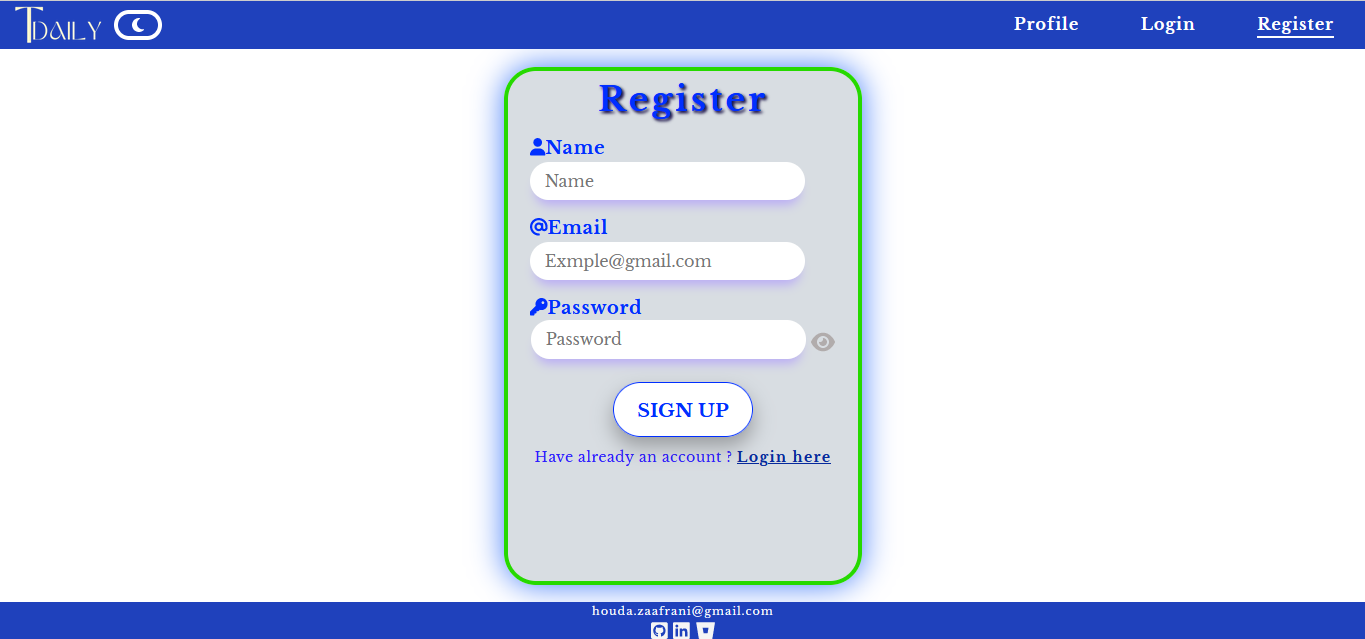 TDAILY
Profile
Login
Register
Register
Name
Name
Email
Exmple@gmail.com
Password
Password
SIGN UP
Have already an account ? Login here
houda.zaafrani@gmail.com
in